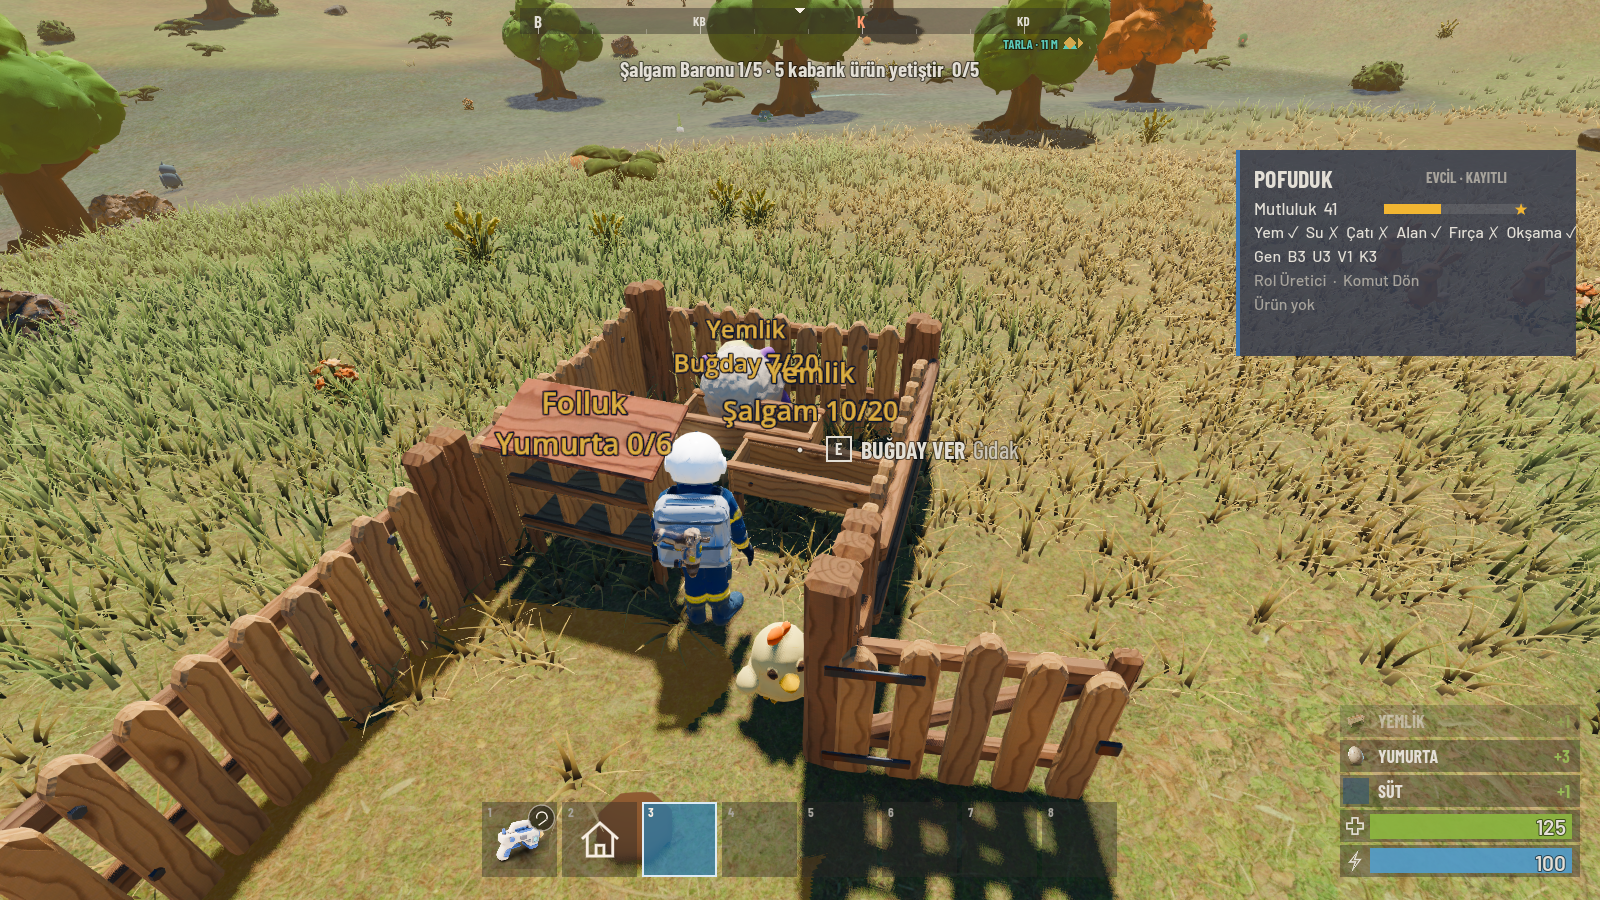 B KB K KD
TARLA · 11 M
Şalgam Baronu 1/5 · 5 kabarık ürün yetiştir 0/5
POFUDUK EVCİL · KAYITLI
Mutluluk 41
Yem ✓ Su ✗ Çatı ✗ Alan ✓ Fırça ✗ Okşama ✓
Gen B3 U3 V1 K3
Rol Üretici · Komut Dön
Ürün yok
Yemlik
Buğday 7/20
Yemlik
Şalgam 10/20
Folluk
Yumurta 0/6
E BUĞDAY VER Gıdak
YEMLİK +1
YUMURTA +3
SÜT +1
125
100
1 2 3 4 5 6 7 8